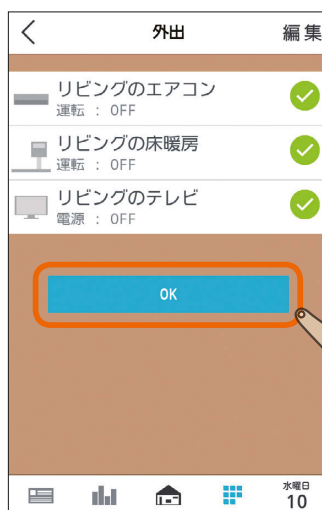 外出
編集
リビングのエアコン
運転 : OFF
リビングの床暖房
運転 : OFF
リビングのテレビ
電源 : OFF
OK
水曜日
10